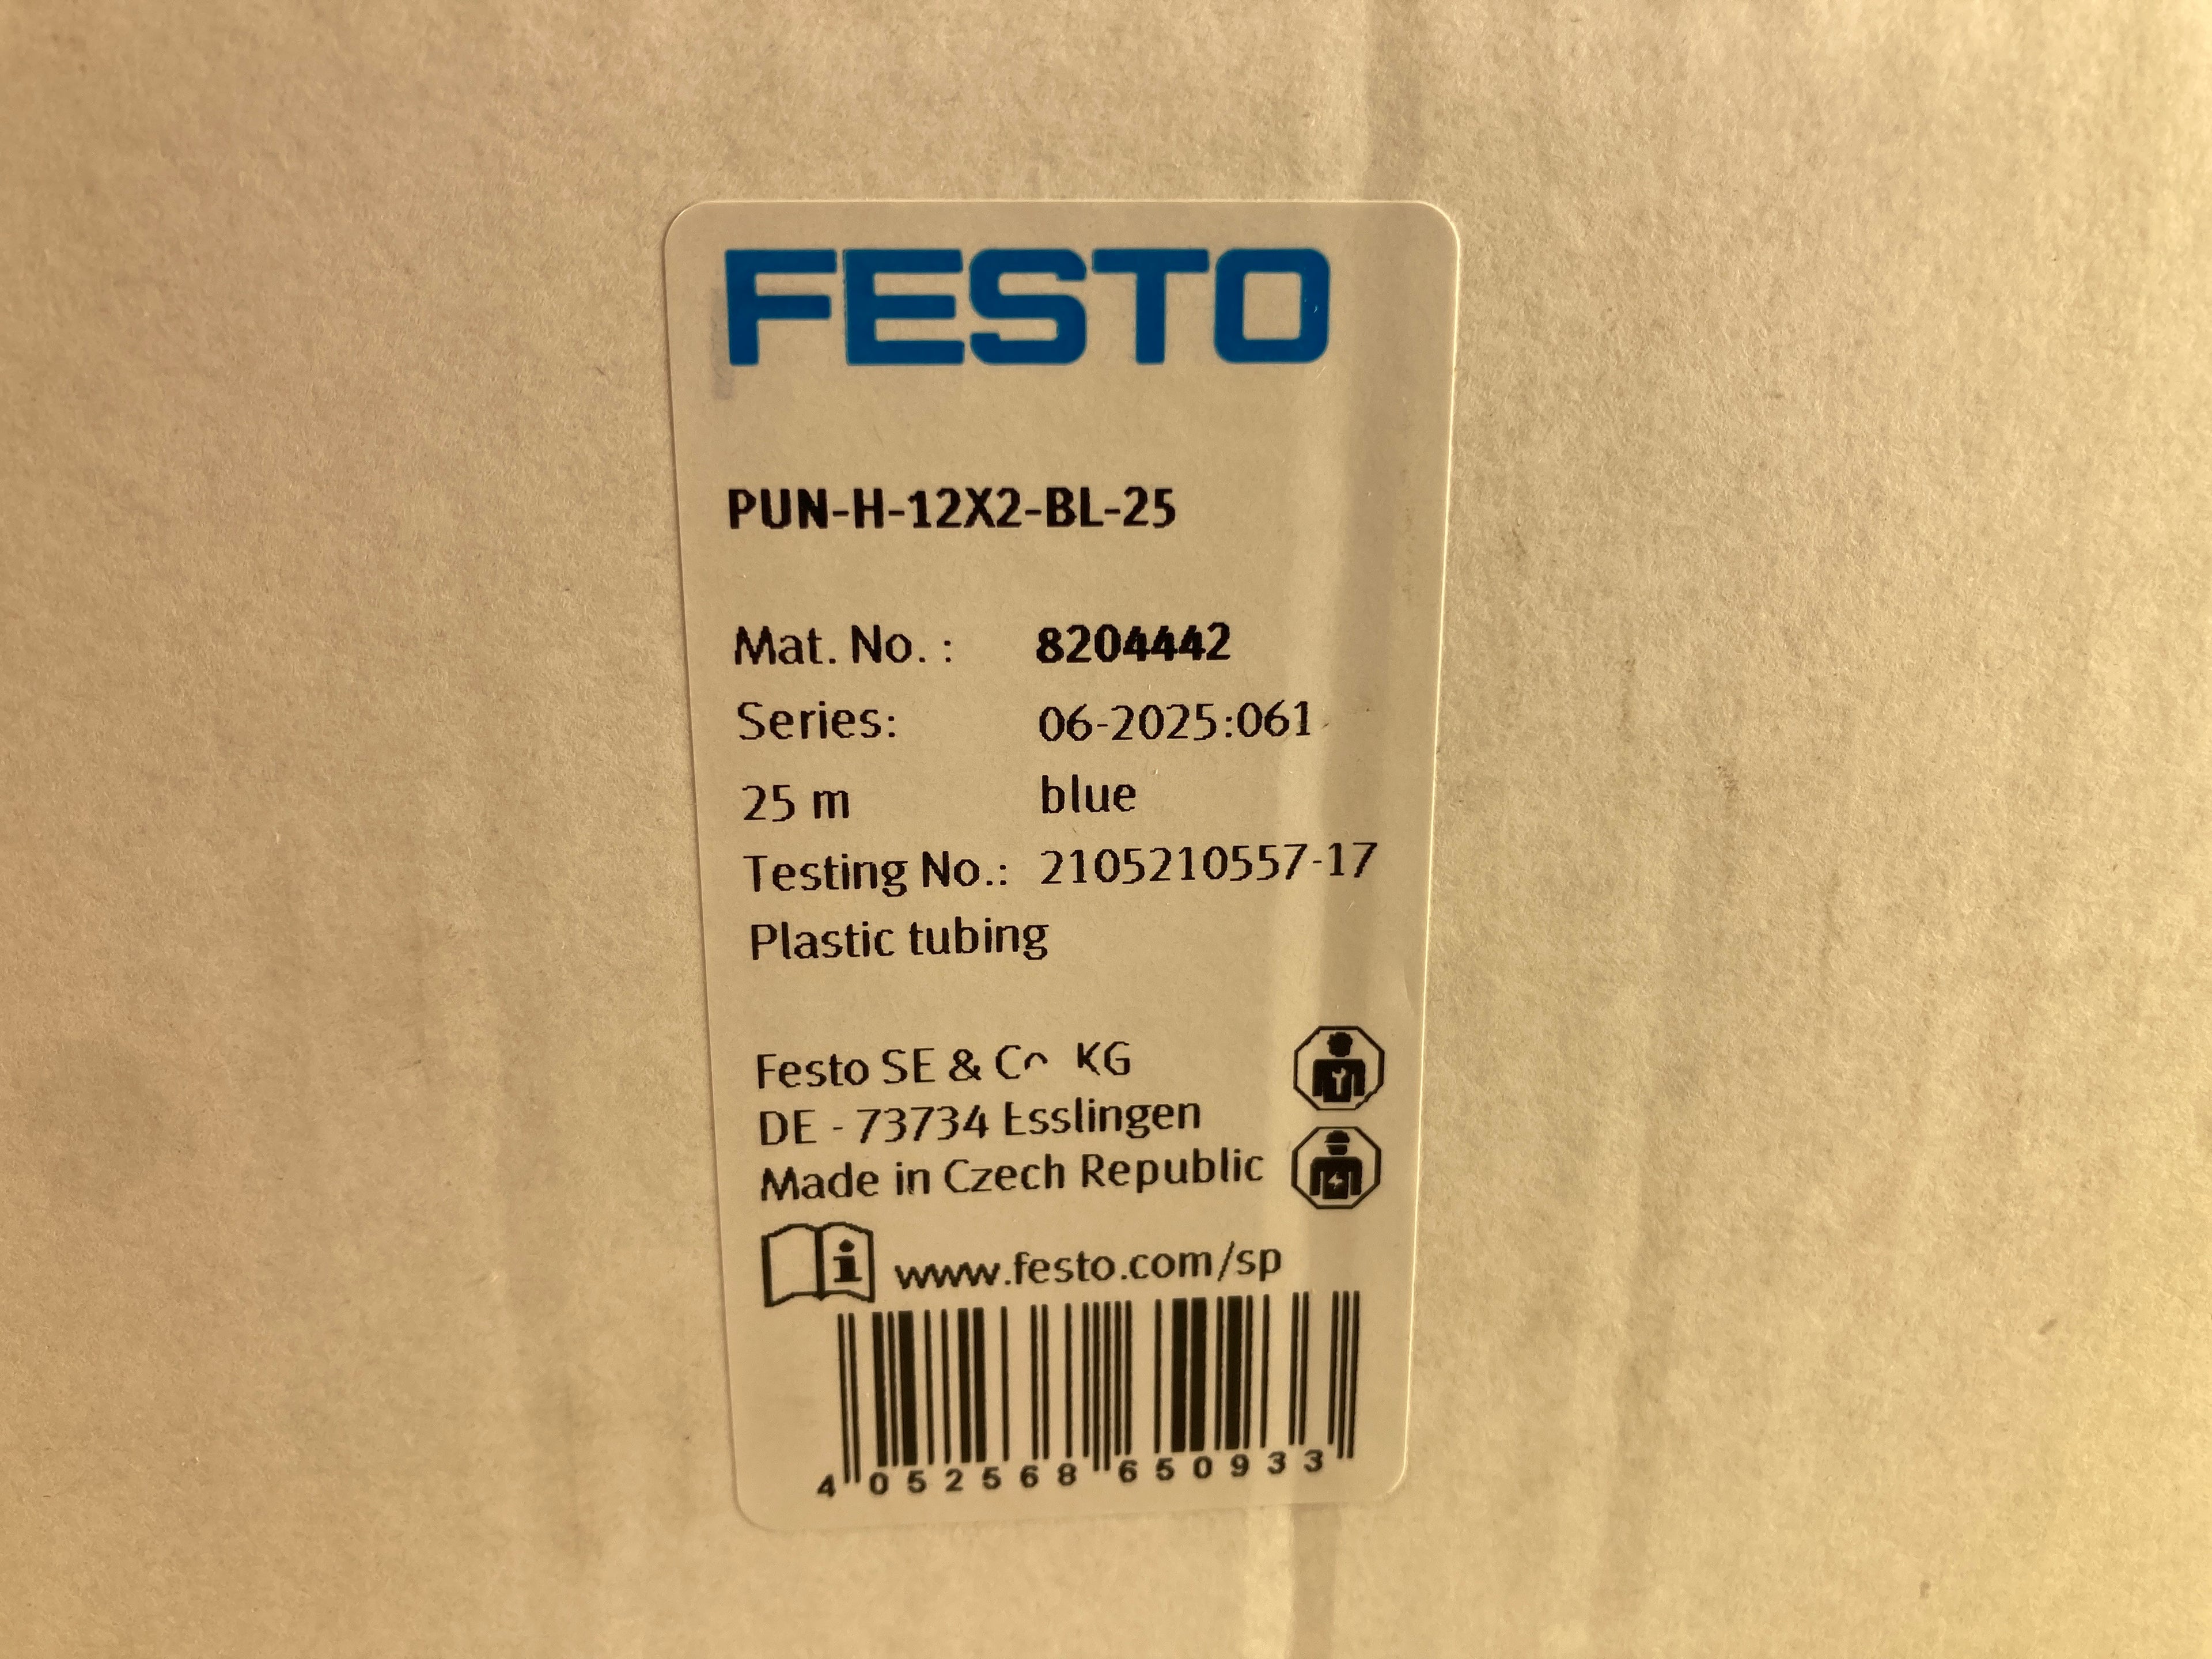 FESTO
PUN-H-12X2-BL-25
Mat. No. : 8204442
Series: 06-2025:061
25 m blue
Testing No.: 2105210557-17
Plastic tubing
Festo SE & Co KG
DE - 73734 Esslingen
Made in Czech Republic
i www.festo.com/sp
4 052568 650933